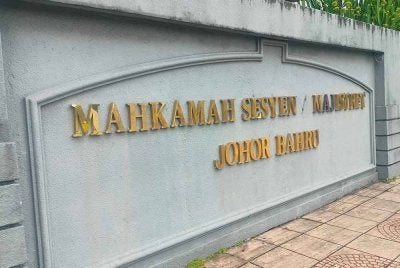 MAHKAMAH SESYEN / MAJISTRET
JOHOR BAHRU